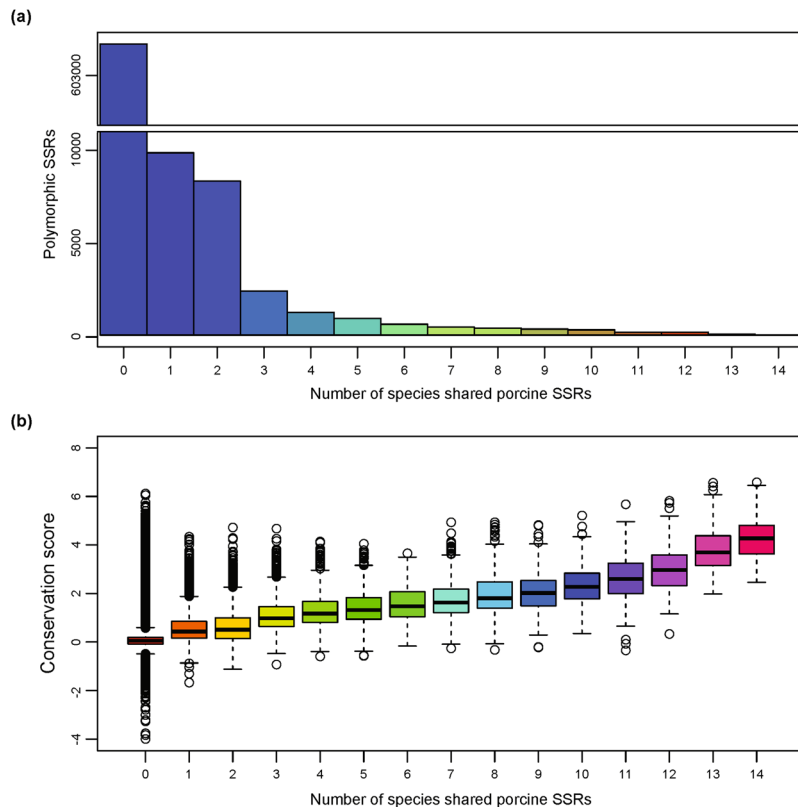 (a)
603000
10000
5000
0
Polymorphic SSRs
0 1 2 3 4 5 6 7 8 9 10 11 12 13 14
Number of species shared porcine SSRs
(b)
8
6
4
2
0
-2
-4
Conservation score
0 1 2 3 4 5 6 7 8 9 10 11 12 13 14
Number of species shared porcine SSRs